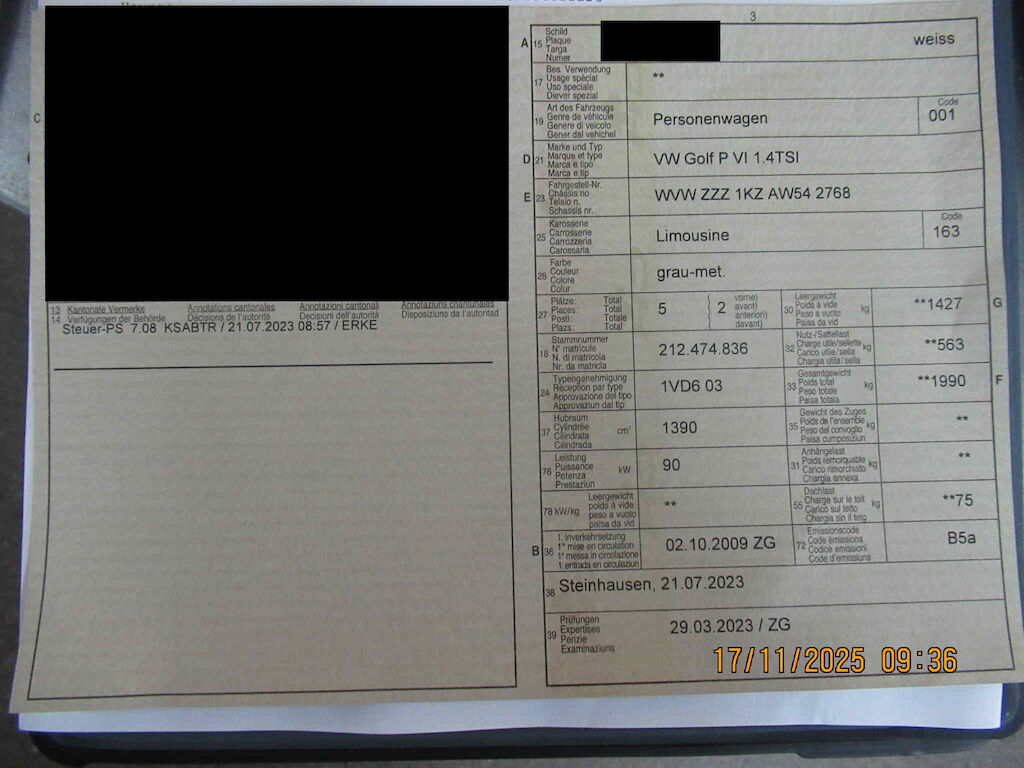 3
C
13 Kantonale Vermerke Annotations cantonales Annotazioni cantonali Annotaziuns chantunalas
14 Verfügungen der Behörde Décisions de l'autorité Decisioni dell'autorità Disposiziuns da l'autoritad
Steuer-PS 7.08 KSABTR / 21.07.2023 08:57 / ERKE
A 15 Schild
Plaque
Targa
Numer
weiss
17 Bes. Verwendung
Usage spécial
Uso speciale
Diever spezial
**
19 Art des Fahrzeugs
Genre de véhicule
Genere di veicolo
Gener dal vehichel
Personenwagen
Code
001
D 21 Marke und Typ
Marque et type
Marca e tipo
Marca e tip
VW Golf P VI 1.4TSI
E 23 Fahrgestell-Nr.
Châssis no
Telaio n.
Schassis nr.
WVW ZZZ 1KZ AW54 2768
25 Karosserie
Carrosserie
Carrozzeria
Carossaria
Limousine
Code
163
26 Farbe
Couleur
Colore
Colur
grau-met.
27 Plätze: Total
Places: Total
Posti: Totale
Plazs: Total
5
2
vorne)
avant)
anteriori)
davant)
30 Leergewicht
Poids à vide
Peso a vuoto
Paisa da vid
kg
**1427
G
18 Stammnummer
N° matricule
N. di matricola
Nr. da matricla
212.474.836
32 Nutz-/Sattellast
Charge utile/sellette
Carico utile/sella
Chargia utila/sella
kg
**563
24 Typengenehmigung
Réception par type
Approvazione del tipo
Approvaziun dal tip
1VD6 03
33 Gesamtgewicht
Poids total
Peso totale
Paisa totala
kg
**1990
F
37 Hubraum
Cylindrée
Cilindrata
Cilindrada
cm³
1390
35 Gewicht des Zuges
Poids de l'ensemble
Peso del convoglio
Paisa cumposiziun
kg
**
76 Leistung
Puissance
Potenza
Prestaziun
kW
90
31 Anhängelast
Poids remorquable
Carico rimorchiato
Chargia annexa
kg
**
78 kW/kg
Leergewicht
poids à vide
peso a vuoto
paisa da vid
**
55 Dachlast
Charge sur le toit
Carico sul tetto
Chargia sin il tetg
kg
**75
B 36 1. Inverkehrsetzung
1re mise en circulation
1a messa in circolazione
1. entrada en circulaziun
02.10.2009 ZG
72 Emissionscode
Code émissions
Codice emissioni
Code d'emissiuns
B5a
38 Steinhausen, 21.07.2023
39 Prüfungen
Expertises
Perizie
Examinaziuns
29.03.2023 / ZG
17/11/2025 09:36